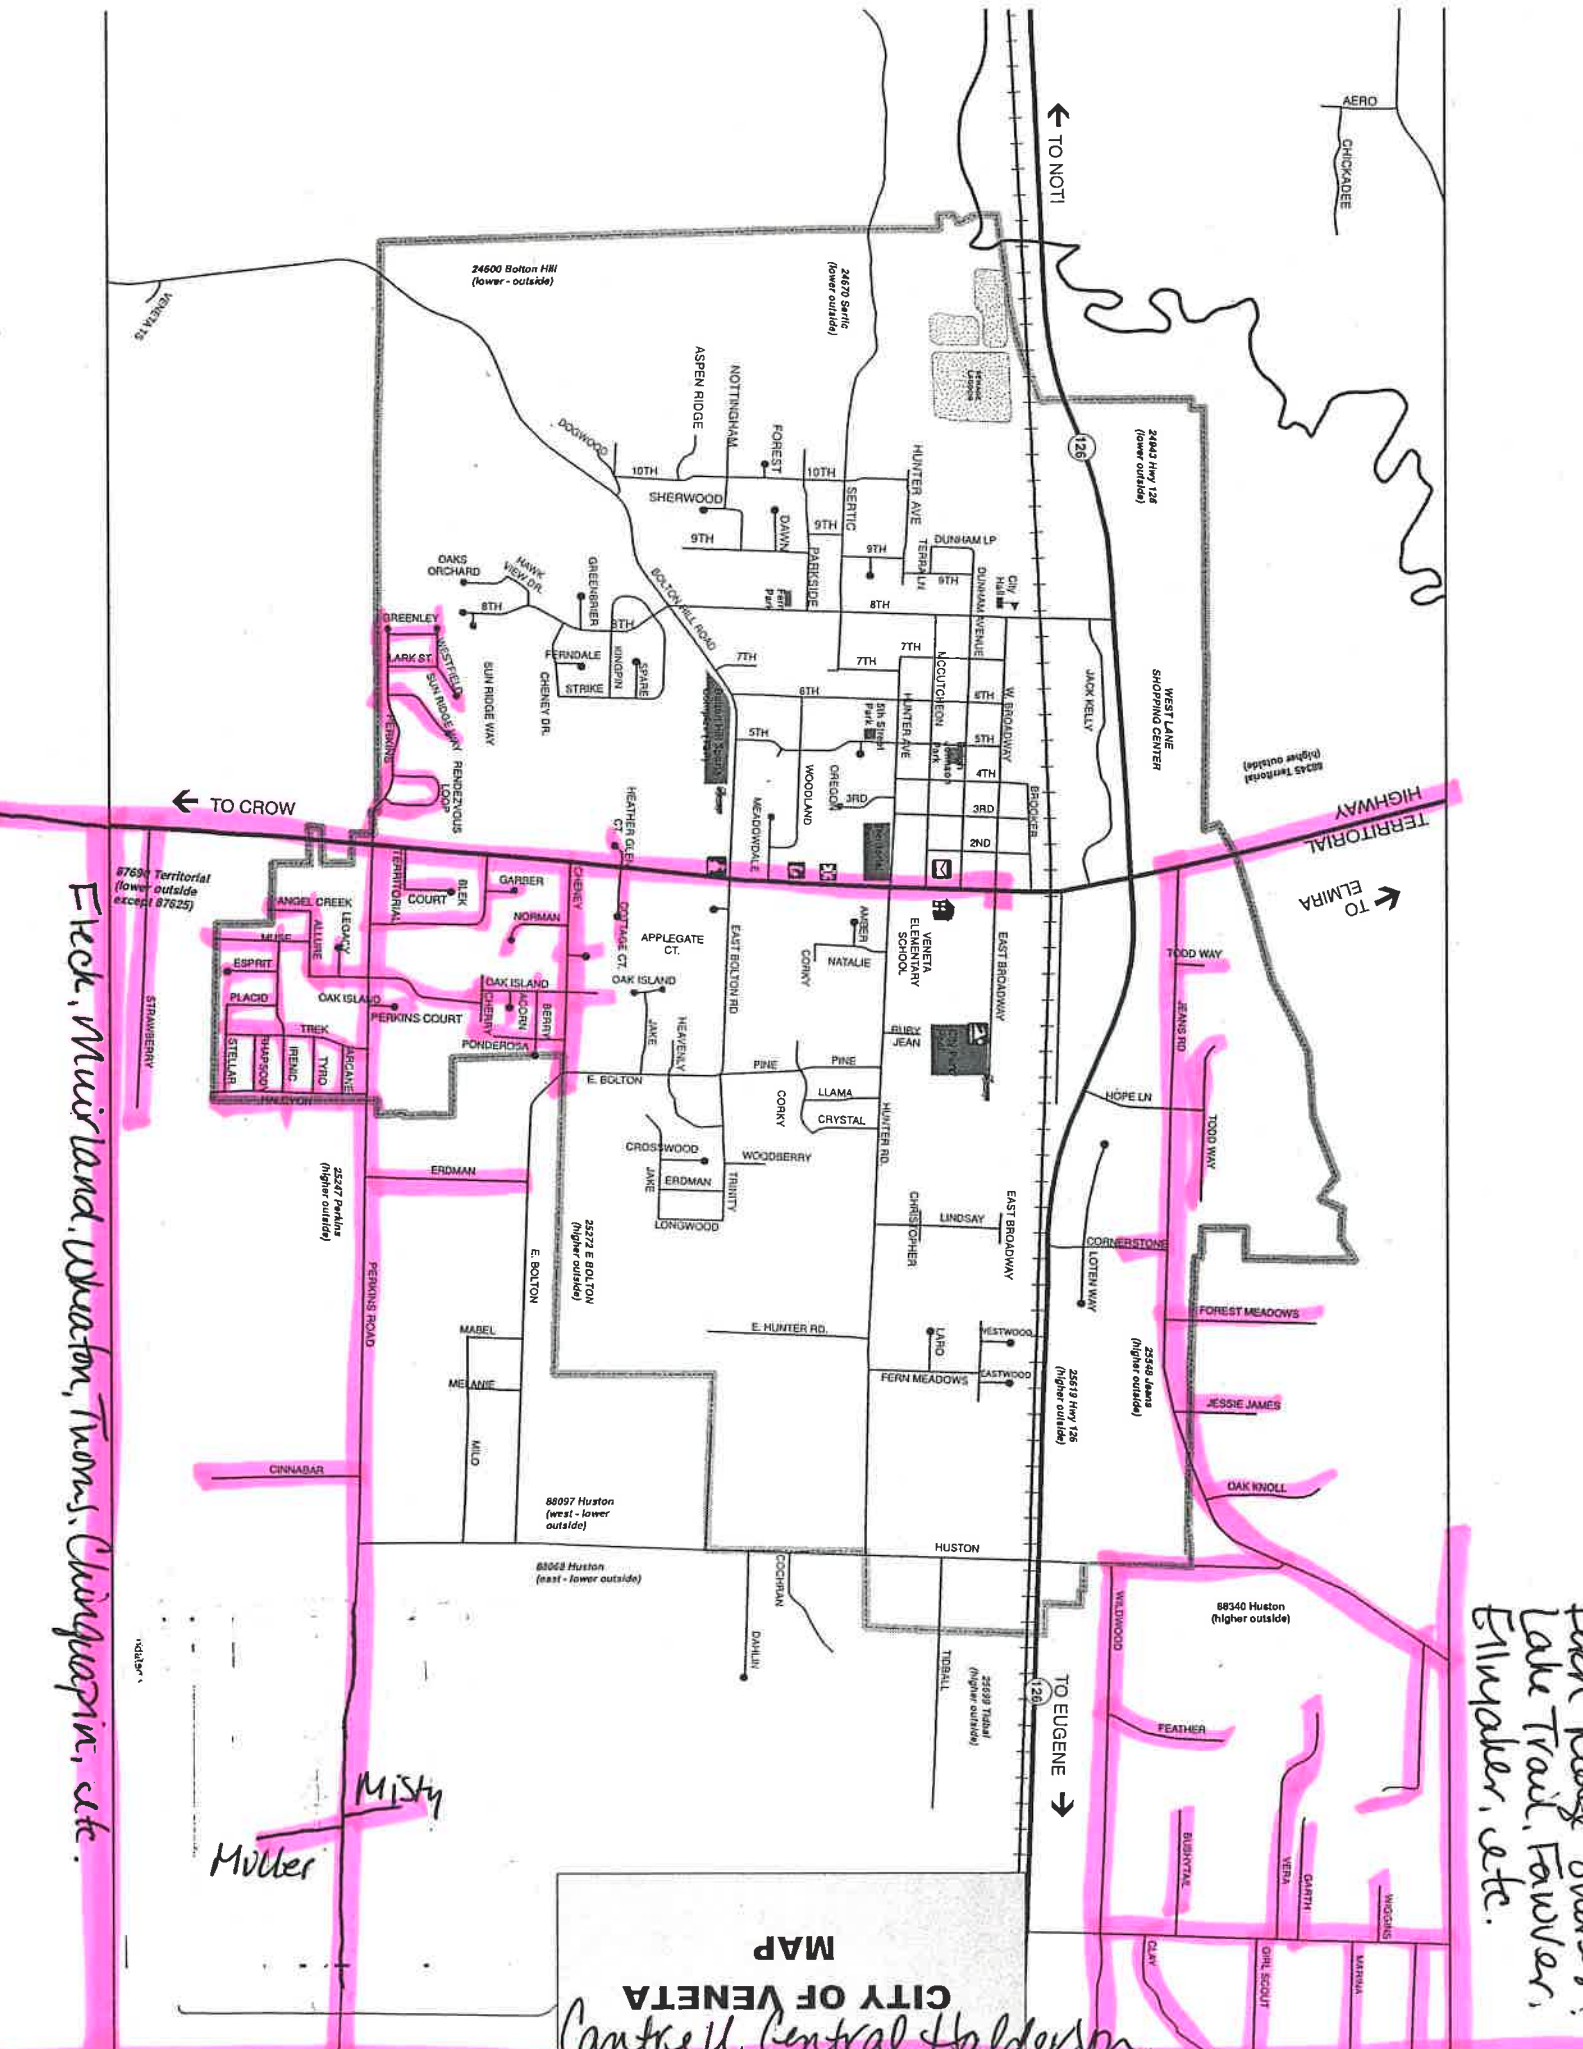 AERO
CHICKADEE
← TO NOTI
24600 Bolton Hill
(lower - outside)
24670 Sertic
(lower outside)
VENETA TS
SEWAGE
LAGOON
126
24943 Hwy 126
(lower outside)
ASPEN RIDGE
NOTTINGHAM
FOREST
DOGWOOD
10TH
10TH
SHERWOOD
SERTIC
HUNTER AVE
DAWN
9TH
9TH
9TH
PARKSIDE
TERRA LN
DUNHAM LP
9TH
DUNHAM AVENUE
City
Hall
OAKS
ORCHARD
HAWK
VIEW DR.
GREENBRIER
BOLTON HILL ROAD
Fern
Park
8TH
8TH
8TH
GREENLEY
WESTFIELD
LARK ST.
SUN RIDGE WAY
SUN RIDGE WAY
FERNDALE
STRIKE
KINGPIN
SPARE
CHENEY DR.
7TH
7TH
7TH
MCCUTCHEON
W. BROADWAY
JACK KELLY
WEST LANE
SHOPPING CENTER
6TH
6TH
HUNTER AVE
5th Street
Park
5TH
5TH
PERKINS
RENDEZVOUS
LOOP
WOODLAND
OREGON
3RD
4TH
3RD
2ND
BROOKER
MEADOWDALE
HEATHER GLEN
CT.
88345 Territorial
(higher outside)
TERRITORIAL
HIGHWAY
TO
ELMIRA
← TO CROW
87690 Territorial
(lower outside
except 87625)
TERRITORIAL
COURT
BLEK
GARBER
CHENEY
NORMAN
COTTAGE CT.
APPLEGATE
CT.
EAST BOLTON RD
AMBER
NATALIE
CORKY
VENETA
ELEMENTARY
SCHOOL
EAST BROADWAY
TODD WAY
JEANS RD
ANGEL CREEK
LEGACY
ALLURE
MUSE
ESPRIT
PLACID
OAK ISLAND
PERKINS COURT
OAK ISLAND
CHERRY
ACORN
BERRY
PONDEROSA
OAK ISLAND
JAKE
HEAVENLY
RUBY
JEAN
TREK
STELLAR
RHAPSODY
IRENIC
TYRO
ARCANE
HALCYON
STRAWBERRY
E. BOLTON
PINE
PINE
LLAMA
CORKY
CRYSTAL
HUNTER RD.
HOPE LN
TODD WAY
25247 Perkins
(higher outside)
ERDMAN
CROSSWOOD
WOODBERRY
ERDMAN
JAKE
TRINITY
LONGWOOD
25272 E BOLTON
(higher outside)
CHRISTOPHER
LINDSAY
EAST BROADWAY
CORNERSTONE
LOTEN WAY
PERKINS ROAD
E. BOLTON
MABEL
MELANIE
MILO
E. HUNTER RD.
LARO
WESTWOOD
EASTWOOD
FERN MEADOWS
25619 Hwy 126
(higher outside)
25548 Jeans
(higher outside)
FOREST MEADOWS
JESSIE JAMES
OAK KNOLL
CINNABAR
88097 Huston
(west - lower
outside)
88068 Huston
(east - lower outside)
HUSTON
COCHRAN
DAHLIN
TIDBALL
25699 Tidbal
(higher outside)
126
TO EUGENE →
WILDWOOD
88340 Huston
(higher outside)
FEATHER
BUSHYTAIL
VERA
GARTH
WIGGINS
CLAY
GIRL SCOUT
MARINA
Misty
Muller
Fleck, Muirland, Wheaton, Thomas, Chinquapin, etc.
Lake Trail, Fawver,
Ellmaker, etc.
CITY OF VENETA
MAP
Cantrell, Central